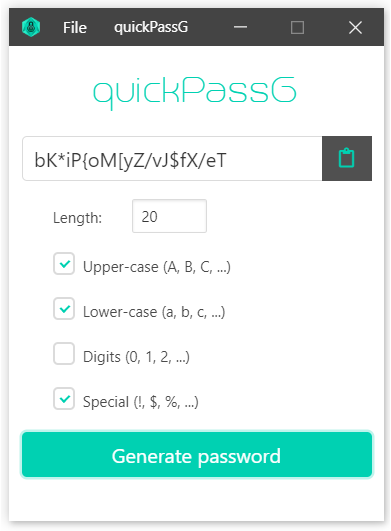 File quickPassG
quickPassG
bK*iP{oM[yZ/vJ$fX/eT
Length: 20
Upper-case (A, B, C, ...)
Lower-case (a, b, c, ...)
Digits (0, 1, 2, ...)
Special (!, $, %, ...)
Generate password